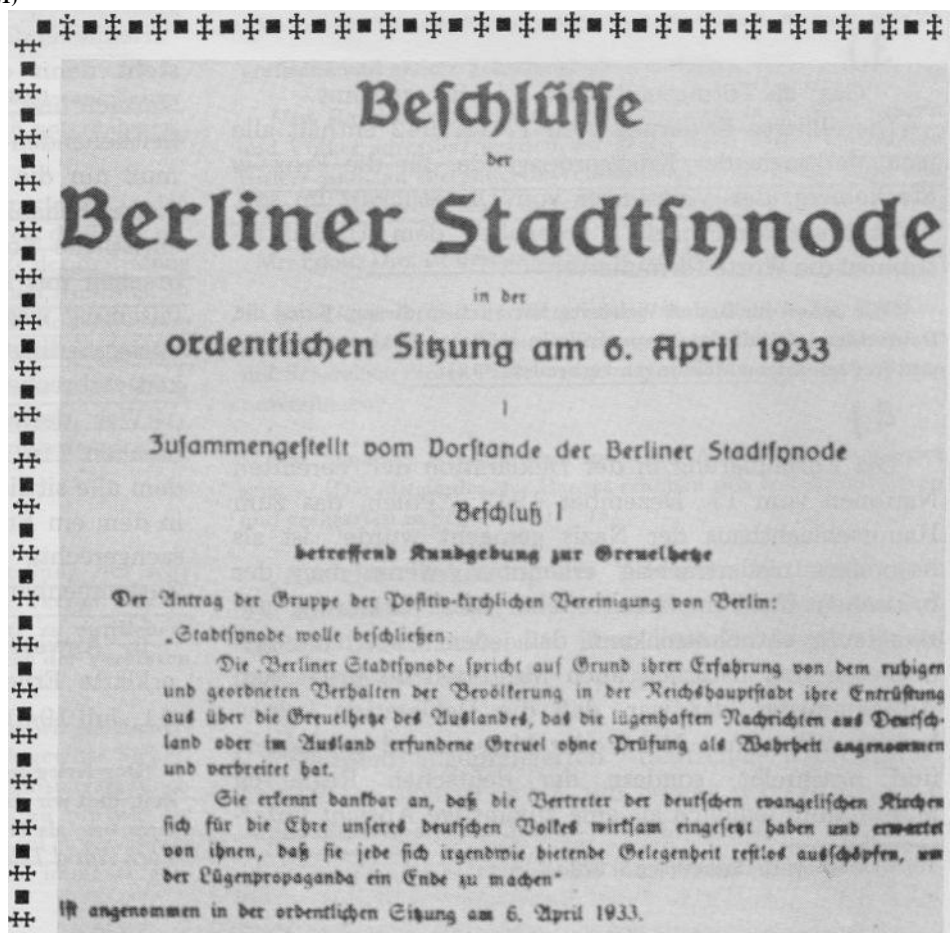 Beschlüsse
der
Berliner Stadtsynode
in der
ordentlichen Sitzung am 6. April 1933
Zusammengestellt vom Vorstande der Berliner Stadtsynode
Beschluß 1
betreffend Kundgebung zur Greuelhetze
Der Antrag der Gruppe der Positiv-kirchlichen Vereinigung von Berlin:
„Stadtsynode wolle beschließen:
Die Berliner Stadtsynode spricht auf Grund ihrer Erfahrung von dem ruhigen
und geordneten Verhalten der Bevölkerung in der Reichshauptstadt ihre Entrüstung
aus über die Greuelhetze des Auslandes, das die lügenhaften Nachrichten aus Deutsch-
land oder im Ausland erfundene Greuel ohne Prüfung als Wahrheit angenommen
und verbreitet hat.
Sie erkennt dankbar an, daß die Vertreter der deutschen evangelischen Kirchen
sich für die Ehre unseres deutschen Volkes wirksam eingesetzt haben und erwartet
von ihnen, daß sie jede sich irgendwie bietende Gelegenheit restlos ausschöpfen, um
der Lügenpropaganda ein Ende zu machen"
Ist angenommen in der ordentlichen Sitzung am 6. April 1933.